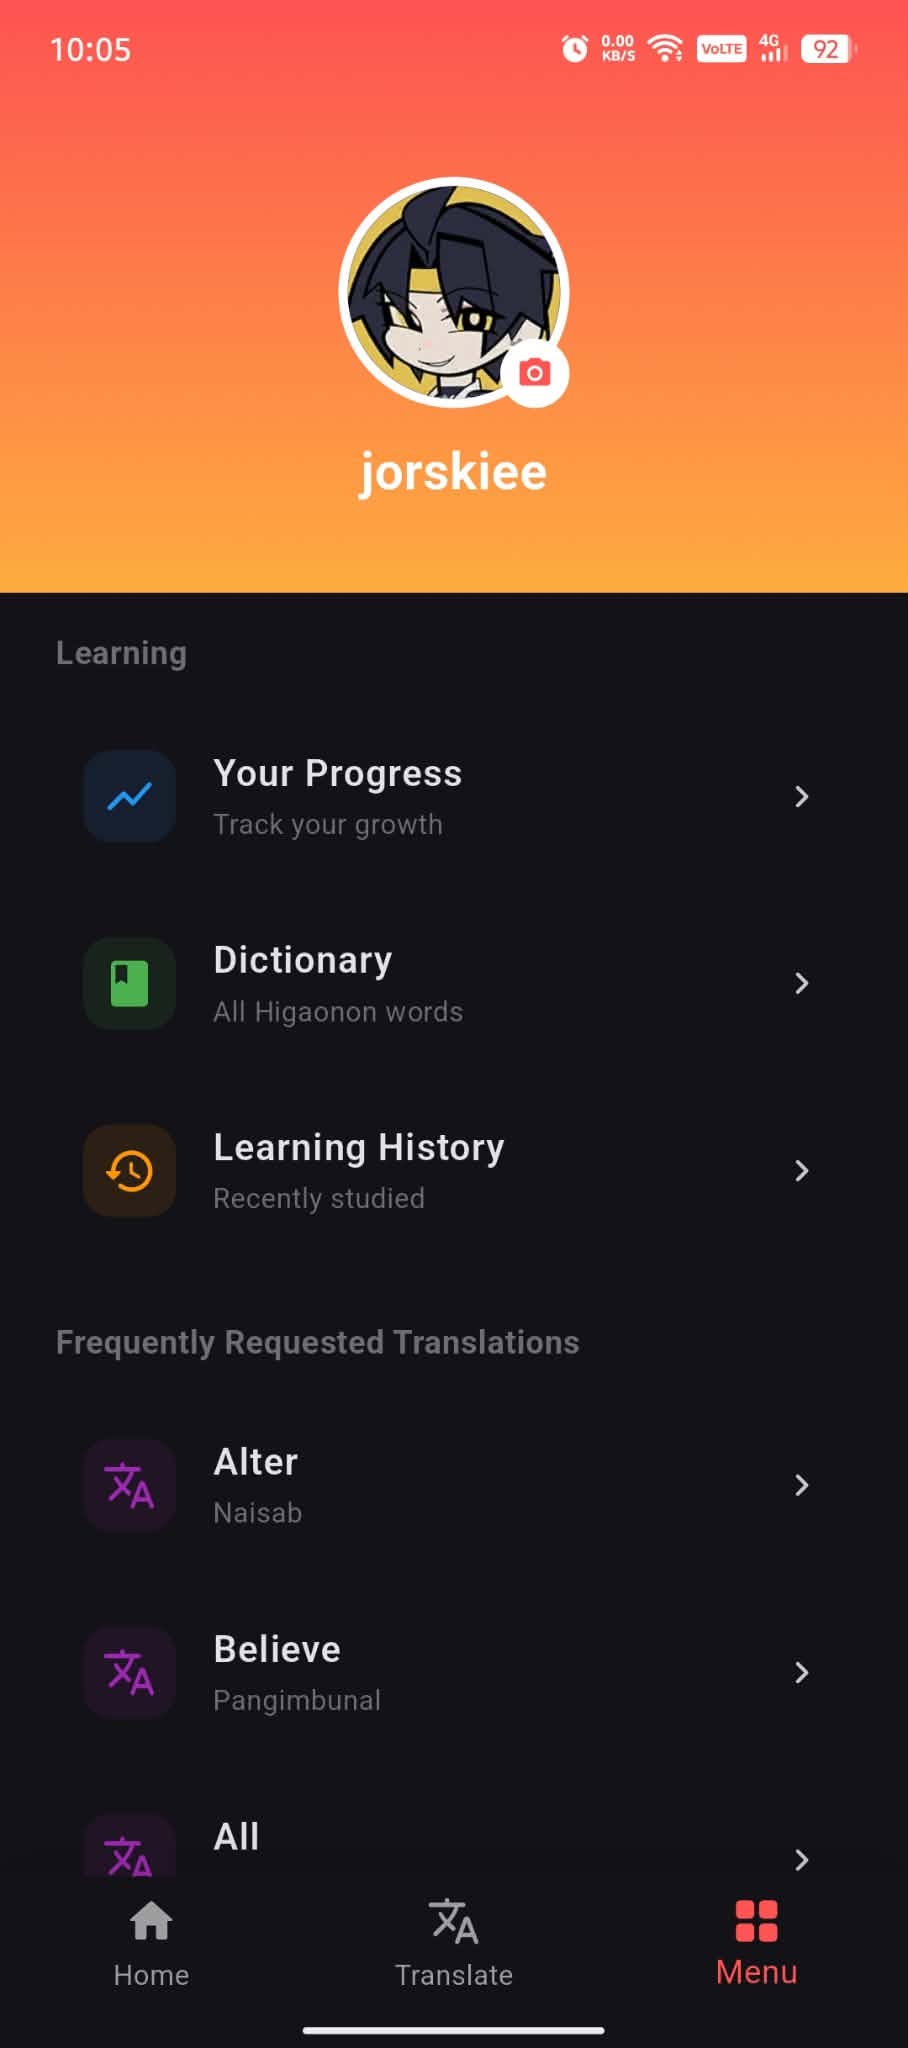 10:05
0.00
KB/S
VoLTE
4G
92
jorskiee
Learning
Your Progress
Track your growth
Dictionary
All Higaonon words
Learning History
Recently studied
Frequently Requested Translations
Alter
Naisab
Believe
Pangimbunal
All
Home
Translate
Menu